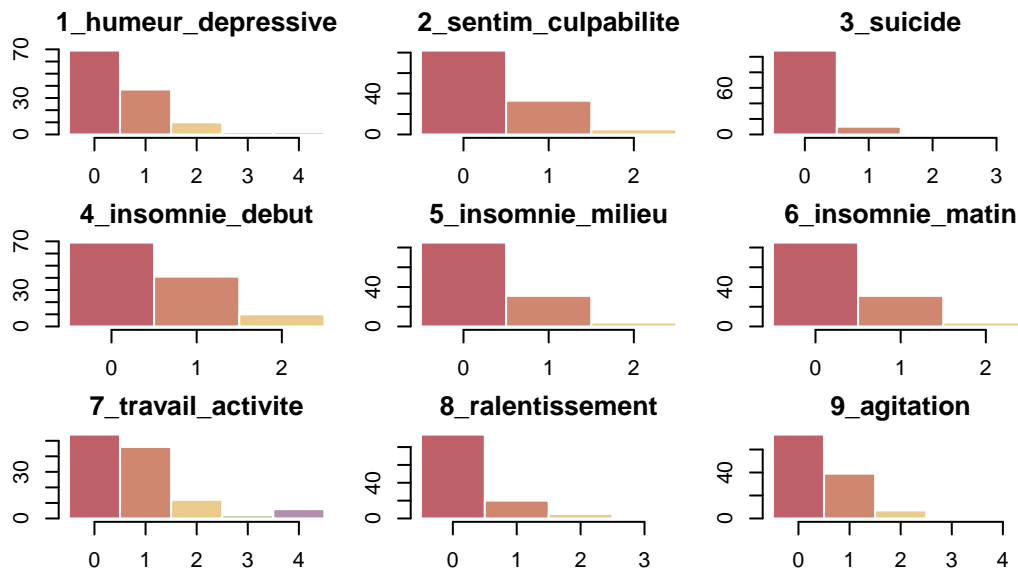 1_humeur_depressive
70
30
0
0 1 2 3 4
2_sentim_culpabilite
40
0
0 1 2
3_suicide
60
0
0 1 2 3
4_insomnie_debut
70
30
0
0 1 2
5_insomnie_milieu
40
0
0 1 2
6_insomnie_matin
40
0
0 1 2
7_travail_activite
30
0
0 1 2 3 4
8_ralentissement
40
0
0 1 2 3
9_agitation
40
0
0 1 2 3 4